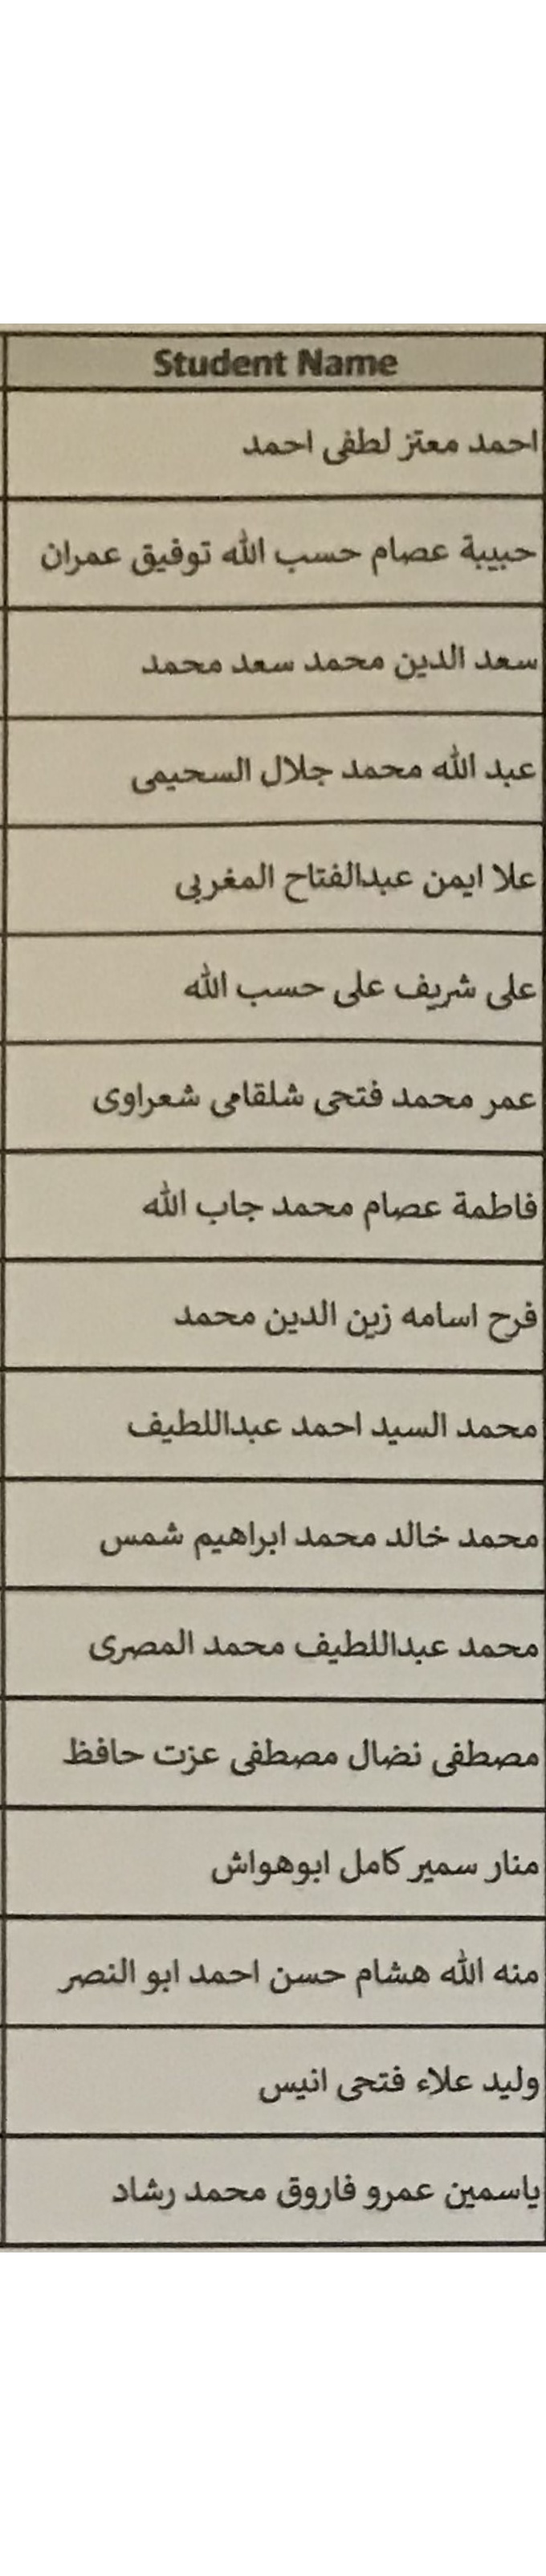 Student Name
احمد معتز لطفى احمد
حبيبة عصام حسب الله توفيق عمران
سعد الدين محمد سعد محمد
عبد الله محمد جلال السحيمى
علا ايمن عبدالفتاح المغربى
على شريف على حسب الله
عمر محمد فتحى شلقامى شعراوى
فاطمة عصام محمد جاب الله
فرح اسامه زين الدين محمد
محمد السيد احمد عبداللطيف
محمد خالد محمد ابراهيم شمس
محمد عبداللطيف محمد المصرى
مصطفى نضال مصطفى عزت حافظ
منار سمير كامل ابوهواش
منه الله هشام حسن احمد ابو النصر
وليد علاء فتحى انيس
ياسمين عمرو فاروق محمد رشاد